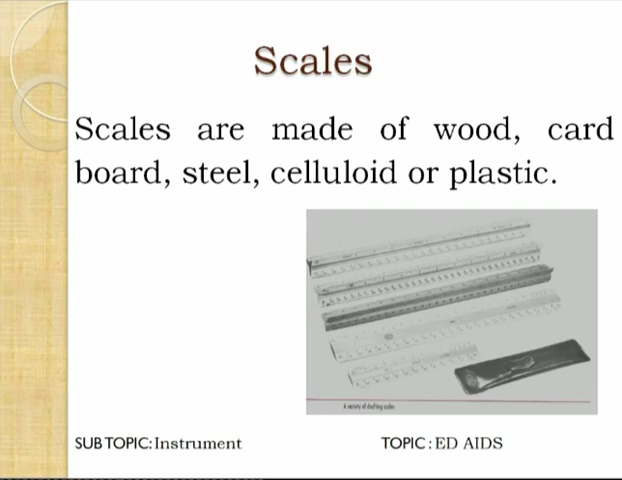 Scales
Scales are made of wood, card
board, steel, celluloid or plastic.
A variety of drafting scales
SUB TOPIC: Instrument
TOPIC : ED AIDS